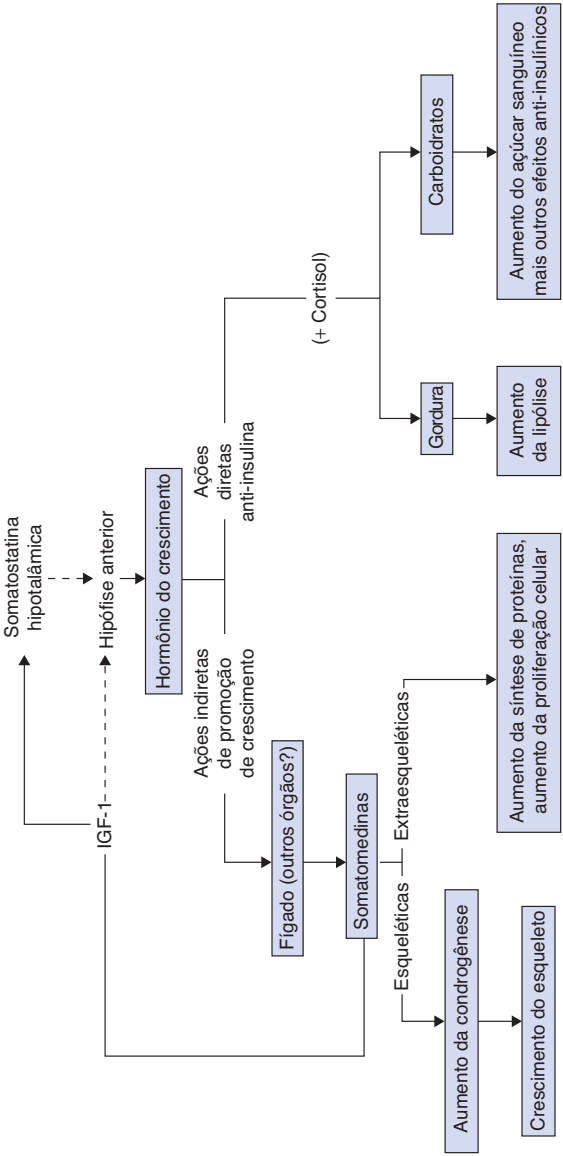 Somatostatina
hipotalâmica
IGF-1
Hipófise anterior
Hormônio do crescimento
Ações indiretas
de promoção
de crescimento
Ações
diretas
anti-insulina
Fígado (outros órgãos?)
(+ Cortisol)
Somatomedinas
Esqueléticas
Extraesqueléticas
Gordura
Carboidratos
Aumento da condrogênese
Crescimento do esqueleto
Aumento da síntese de proteínas,
aumento da proliferação celular
Aumento
da lipólise
Aumento do açúcar sanguíneo
mais outros efeitos anti-insulínicos